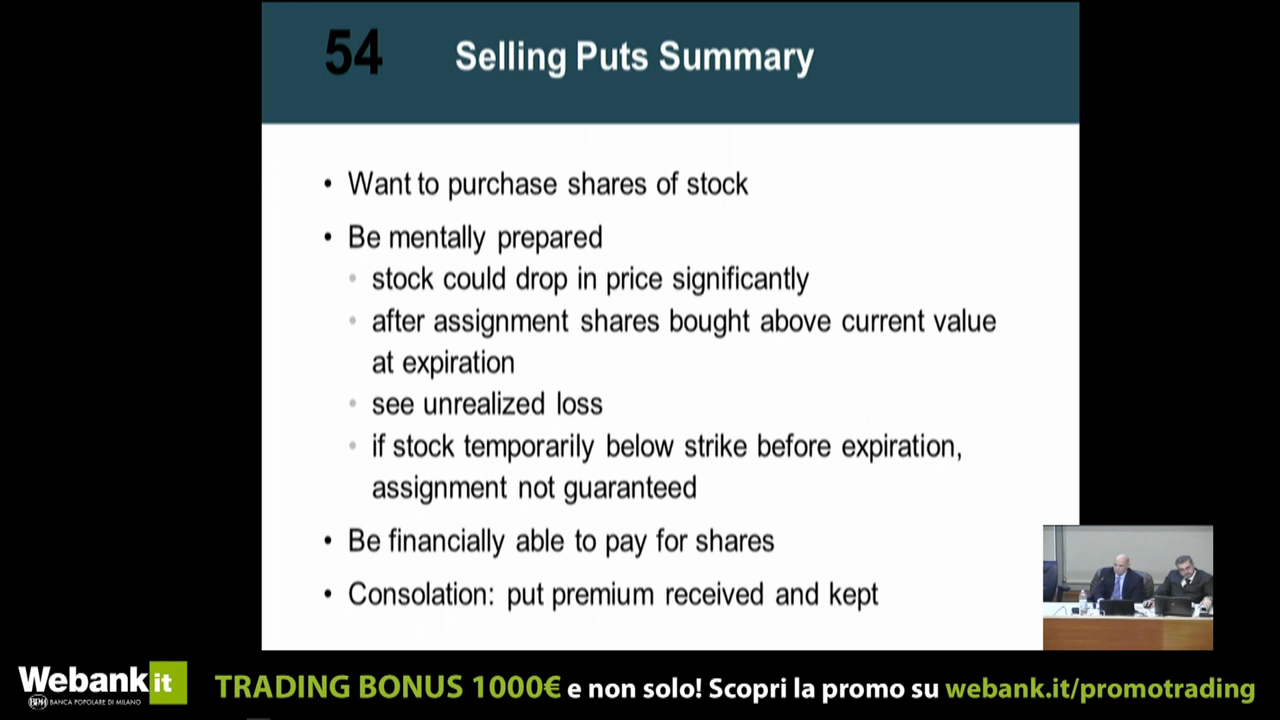 54 Selling Puts Summary
• Want to purchase shares of stock
• Be mentally prepared
• stock could drop in price significantly
• after assignment shares bought above current value
at expiration
• see unrealized loss
• if stock temporarily below strike before expiration,
assignment not guaranteed
• Be financially able to pay for shares
• Consolation: put premium received and kept
Webank it
BPM BANCA POPOLARE DI MILANO
TRADING BONUS 1000€ e non solo! Scopri la promo su webank.it/promotrading